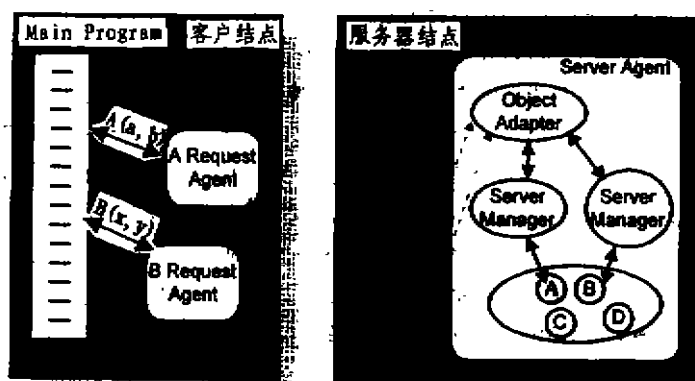 Main Program
客户结点
A(a, b)
A Request
Agent
B(x, y)
B Request
Agent
服务器结点
Server Agent
Object
Adapter
Server
Manager
Server
Manager
A
B
C
D